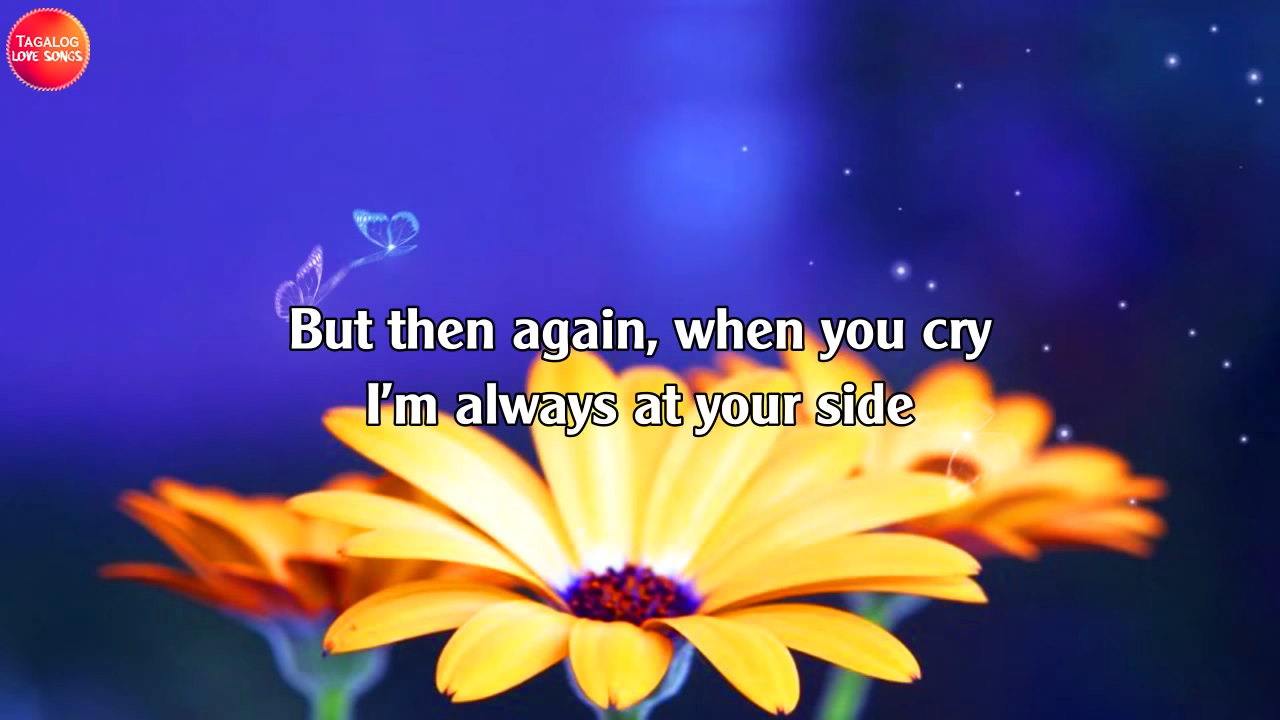 TAGALOG
LOVE SONGS
But then again, when you cry
I'm always at your side